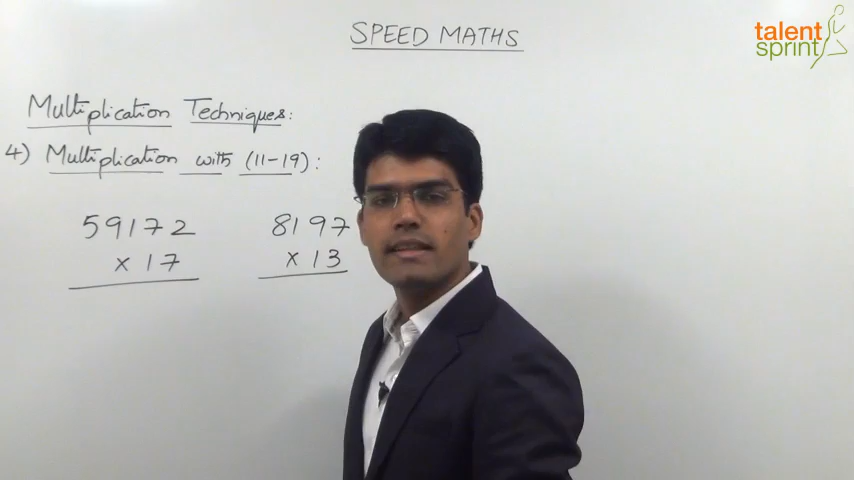 SPEED MATHS
talent
sprint
Multiplication Techniques:
4) Multiplication with (11-19):
59172
x 17
8197
x 13